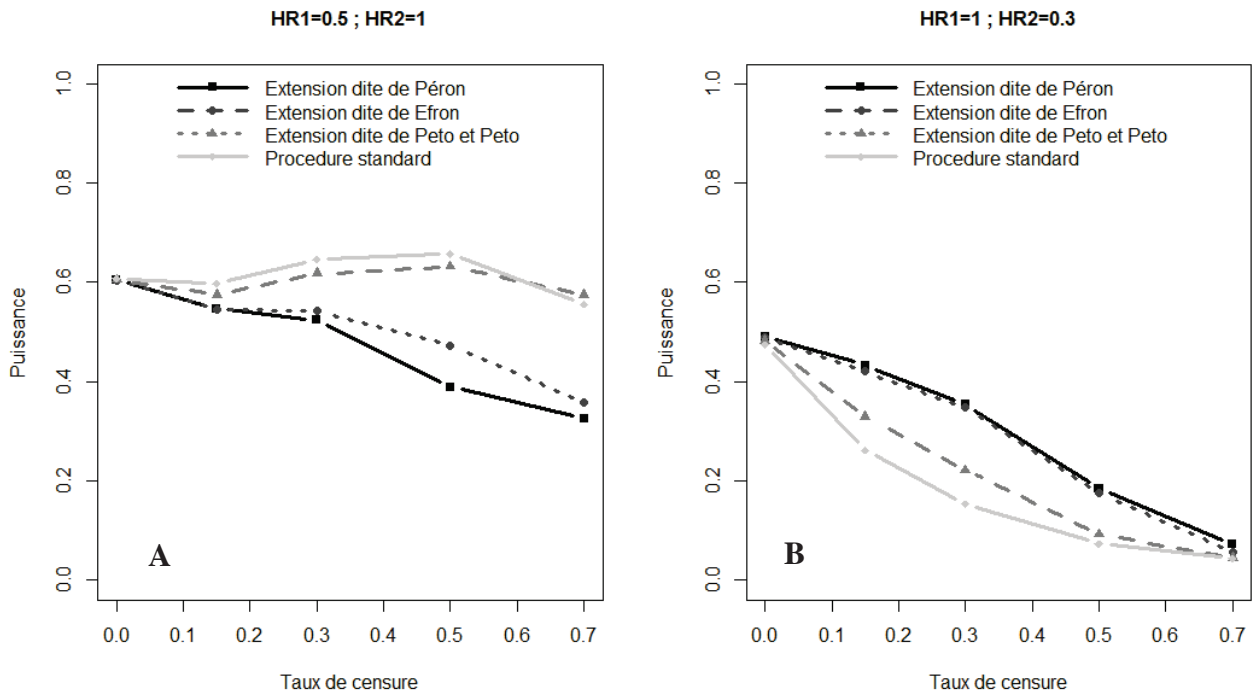 HR1=0.5 ; HR2=1
Extension dite de Péron
Extension dite de Efron
Extension dite de Peto et Peto
Procedure standard
Puissance
1.0
0.8
0.6
0.4
0.2
0.0
A
0.0 0.1 0.2 0.3 0.4 0.5 0.6 0.7
Taux de censure
HR1=1 ; HR2=0.3
Extension dite de Péron
Extension dite de Efron
Extension dite de Peto et Peto
Procedure standard
Puissance
1.0
0.8
0.6
0.4
0.2
0.0
B
0.0 0.1 0.2 0.3 0.4 0.5 0.6 0.7
Taux de censure